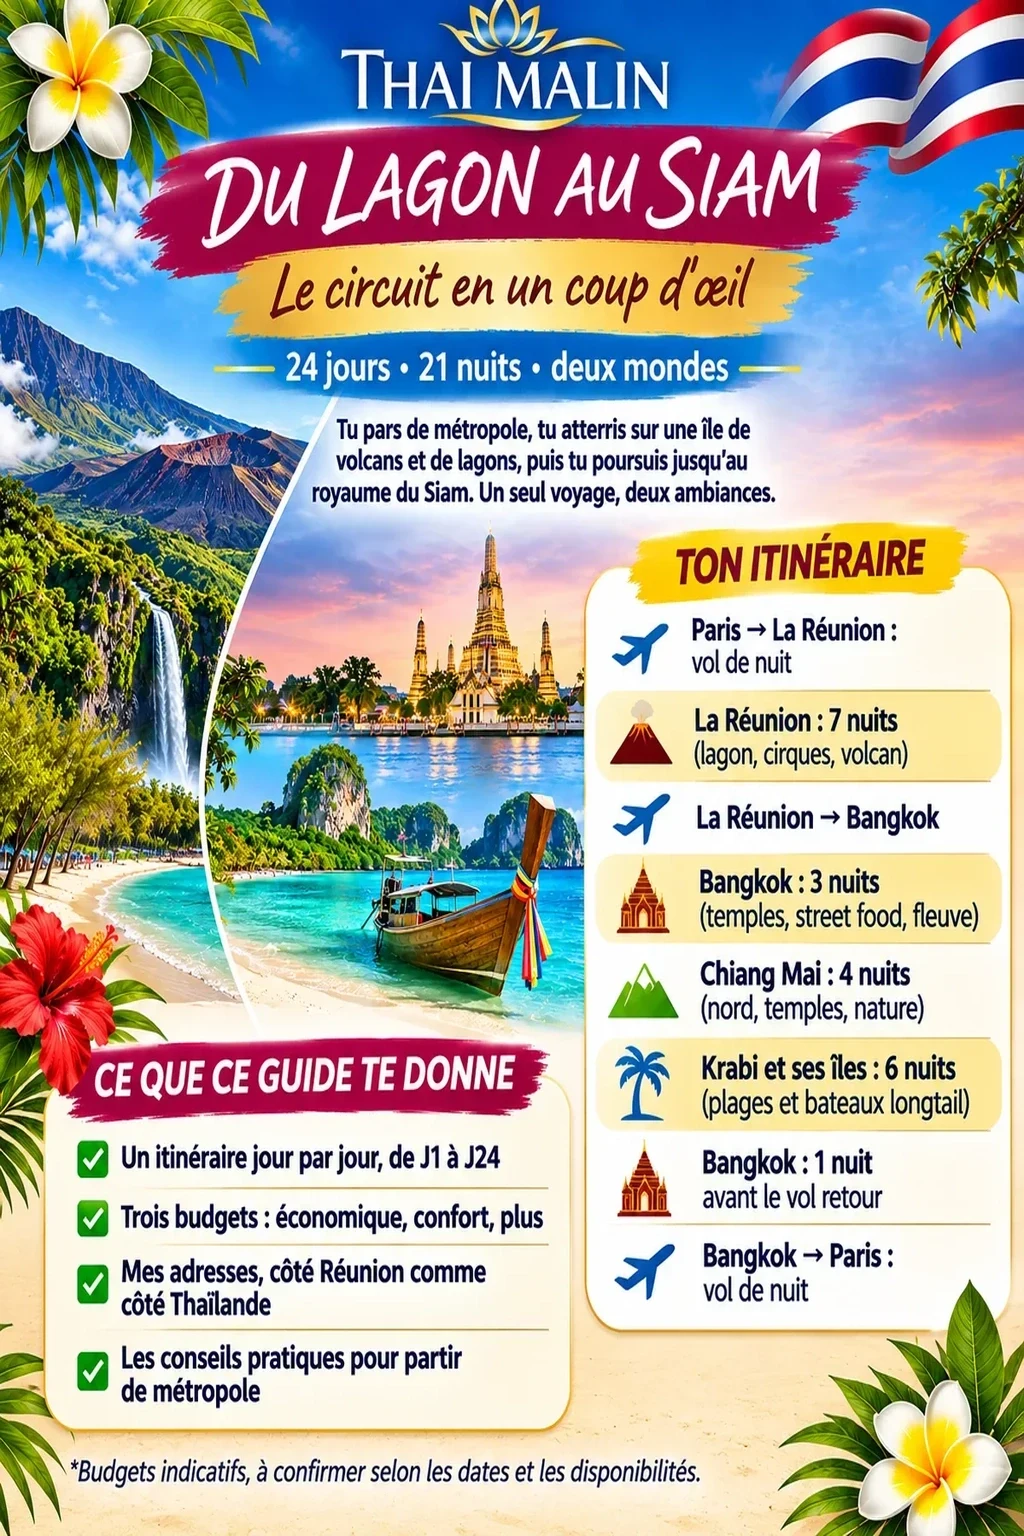 THAI MALIN
DU LAGON AU SIAM
Le circuit en un coup d'œil
24 jours • 21 nuits • deux mondes
Tu pars de métropole, tu atterris sur une île de
volcans et de lagons, puis tu poursuis jusqu'au
royaume du Siam. Un seul voyage, deux ambiances.
TON ITINÉRAIRE
Paris → La Réunion :
vol de nuit
La Réunion : 7 nuits
(lagon, cirques, volcan)
La Réunion → Bangkok
Bangkok : 3 nuits
(temples, street food, fleuve)
Chiang Mai : 4 nuits
(nord, temples, nature)
Krabi et ses îles : 6 nuits
(plages et bateaux longtail)
Bangkok : 1 nuit
avant le vol retour
Bangkok → Paris :
vol de nuit
CE QUE CE GUIDE TE DONNE
Un itinéraire jour par jour, de J1 à J24
Trois budgets : économique, confort, plus
Mes adresses, côté Réunion comme
côté Thaïlande
Les conseils pratiques pour partir
de métropole
*Budgets indicatifs, à confirmer selon les dates et les disponibilités.